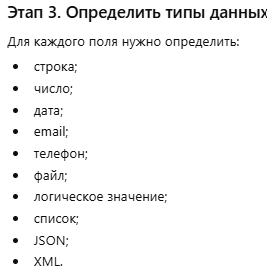 Этап 3. Определить типы данных
Для каждого поля нужно определить:
• строка;
• число;
• дата;
• email;
• телефон;
• файл;
• логическое значение;
• список;
• JSON;
• XML.